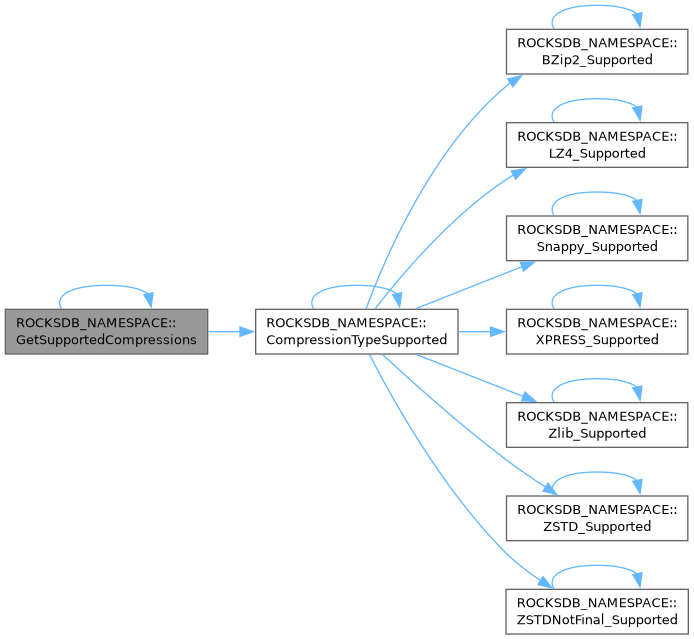 ROCKSDB_NAMESPACE::
GetSupportedCompressions
ROCKSDB_NAMESPACE::
CompressionTypeSupported
ROCKSDB_NAMESPACE::
BZip2_Supported
ROCKSDB_NAMESPACE::
LZ4_Supported
ROCKSDB_NAMESPACE::
Snappy_Supported
ROCKSDB_NAMESPACE::
XPRESS_Supported
ROCKSDB_NAMESPACE::
Zlib_Supported
ROCKSDB_NAMESPACE::
ZSTD_Supported
ROCKSDB_NAMESPACE::
ZSTDNotFinal_Supported